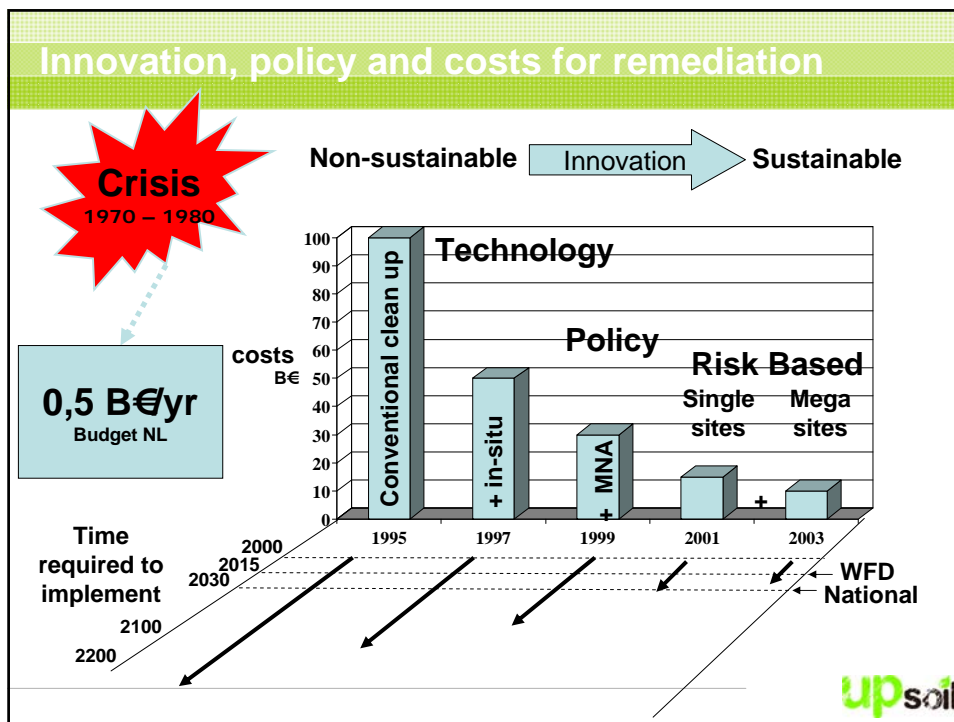 Innovation, policy and costs for remediation
Crisis
1970 – 1980
Non-sustainable
Innovation
Sustainable
0,5 B€/yr
Budget NL
costs
B€
100
90
80
70
60
50
40
30
20
10
0
Technology
Policy
Risk Based
Single
sites
Mega
sites
Conventional clean up
+ in-situ
+ MNA
+
1995
1997
1999
2001
2003
Time
required to
implement
2000
2015
2030
2100
2200
WFD
National
upsoil